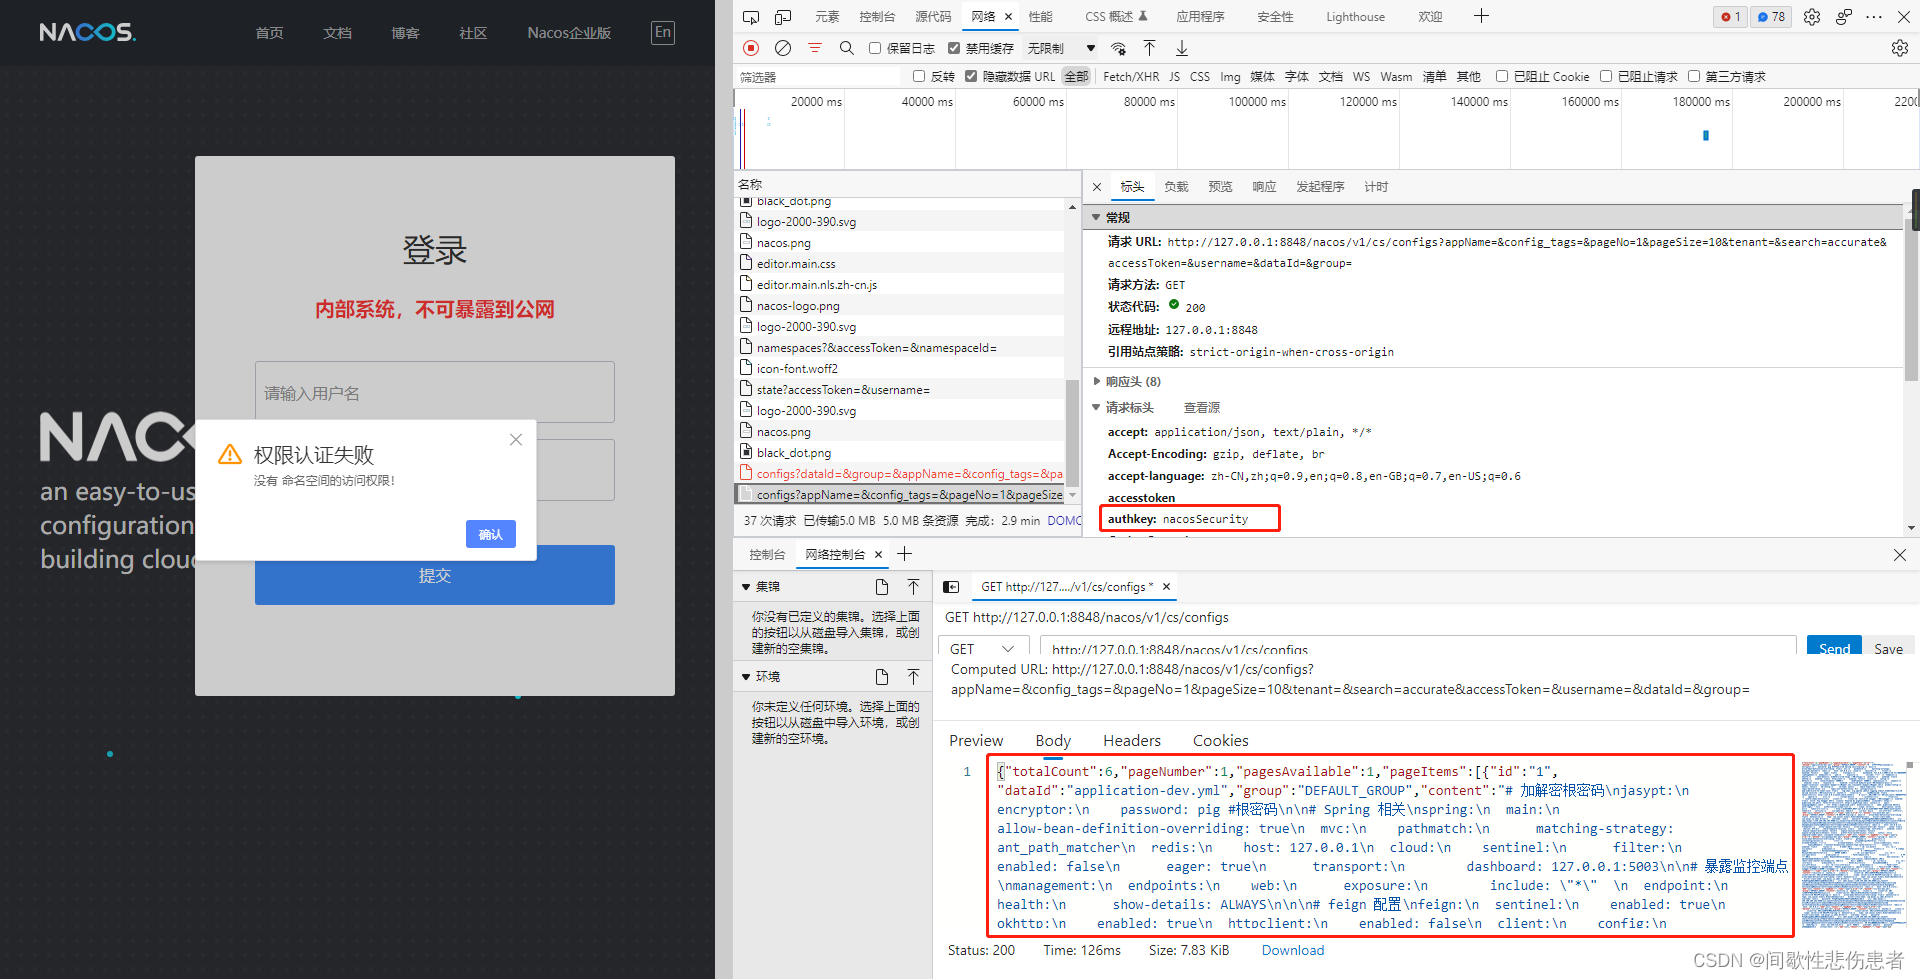 NACOS.
首页
文档
博客
社区
Nacos企业版
En
登录
内部系统，不可暴露到公网
请输入用户名
an easy-to-us
configuration
building clou
权限认证失败
没有 命名空间的访问权限!
确认
提交
元素
控制台
源代码
网络
性能
CSS 概述
应用程序
安全性
Lighthouse
欢迎
1
78
保留日志
禁用缓存
无限制
筛选器
反转
隐藏数据 URL
全部
Fetch/XHR
JS
CSS
Img
媒体
字体
文档
WS
Wasm
清单
其他
已阻止 Cookie
已阻止请求
第三方请求
20000 ms
40000 ms
60000 ms
80000 ms
100000 ms
120000 ms
140000 ms
160000 ms
180000 ms
200000 ms
2200
名称
black_dot.png
logo-2000-390.svg
nacos.png
editor.main.css
editor.main.nls.zh-cn.js
nacos-logo.png
logo-2000-390.svg
namespaces?&accessToken=&namespaceId=
icon-font.woff2
state?accessToken=&username=
logo-2000-390.svg
nacos.png
black_dot.png
configs?dataId=&group=&appName=&config_tags=&pa
configs?appName=&config_tags=&pageNo=1&pageSize
37 次请求
已传输5.0 MB
5.0 MB 条资源
完成: 2.9 min
DOMC
标头
负载
预览
响应
发起程序
计时
常规
请求 URL: http://127.0.0.1:8848/nacos/v1/cs/configs?appName=&config_tags=&pageNo=1&pageSize=10&tenant=&search=accurate&
accessToken=&username=&dataId=&group=
请求方法: GET
状态代码: 200
远程地址: 127.0.0.1:8848
引用站点策略: strict-origin-when-cross-origin
响应头 (8)
请求标头
查看源
accept: application/json, text/plain, */*
Accept-Encoding: gzip, deflate, br
accept-language: zh-CN,zh;q=0.9,en;q=0.8,en-GB;q=0.7,en-US;q=0.6
accesstoken
authkey: nacosSecurity
控制台
网络控制台
集锦
你没有已定义的集锦。选择上面
的按钮以从磁盘导入集锦，或创
建新的空集锦。
环境
你未定义任何环境。选择上面的
按钮以从磁盘中导入环境，或创
建新的空环境。
GET http://127..../v1/cs/configs *
GET http://127.0.0.1:8848/nacos/v1/cs/configs
GET
http://127.0.0.1:8848/nacos/v1/cs/configs
Send
Save
Computed URL: http://127.0.0.1:8848/nacos/v1/cs/configs?
appName=&config_tags=&pageNo=1&pageSize=10&tenant=&search=accurate&accessToken=&username=&dataId=&group=
Preview
Body
Headers
Cookies
1
{"totalCount":6,"pageNumber":1,"pagesAvailable":1,"pageItems":[{"id":"1",
"dataId":"application-dev.yml","group":"DEFAULT_GROUP","content":"# 加解密根密码\njasypt:\n
encryptor:\n    password: pig #根密码\n\n# Spring 相关\nspring:\n  main:\n
allow-bean-definition-overriding: true\n  mvc:\n    pathmatch:\n      matching-strategy:
ant_path_matcher\n  redis:\n    host: 127.0.0.1\n  cloud:\n    sentinel:\n      filter:\n
enabled: false\n      eager: true\n      transport:\n        dashboard: 127.0.0.1:5003\n\n# 暴露监控端点
\nmanagement:\n  endpoints:\n    web:\n      exposure:\n        include: \"*\"  \n  endpoint:\n
health:\n      show-details: ALWAYS\n\n\n# feign 配置\nfeign:\n  sentinel:\n    enabled: true\n
okhttp:\n    enabled: true\n  httpclient:\n    enabled: false\n  client:\n    config:\n
Status: 200
Time: 126ms
Size: 7.83 KiB
Download
CSDN @间歇性悲伤患者